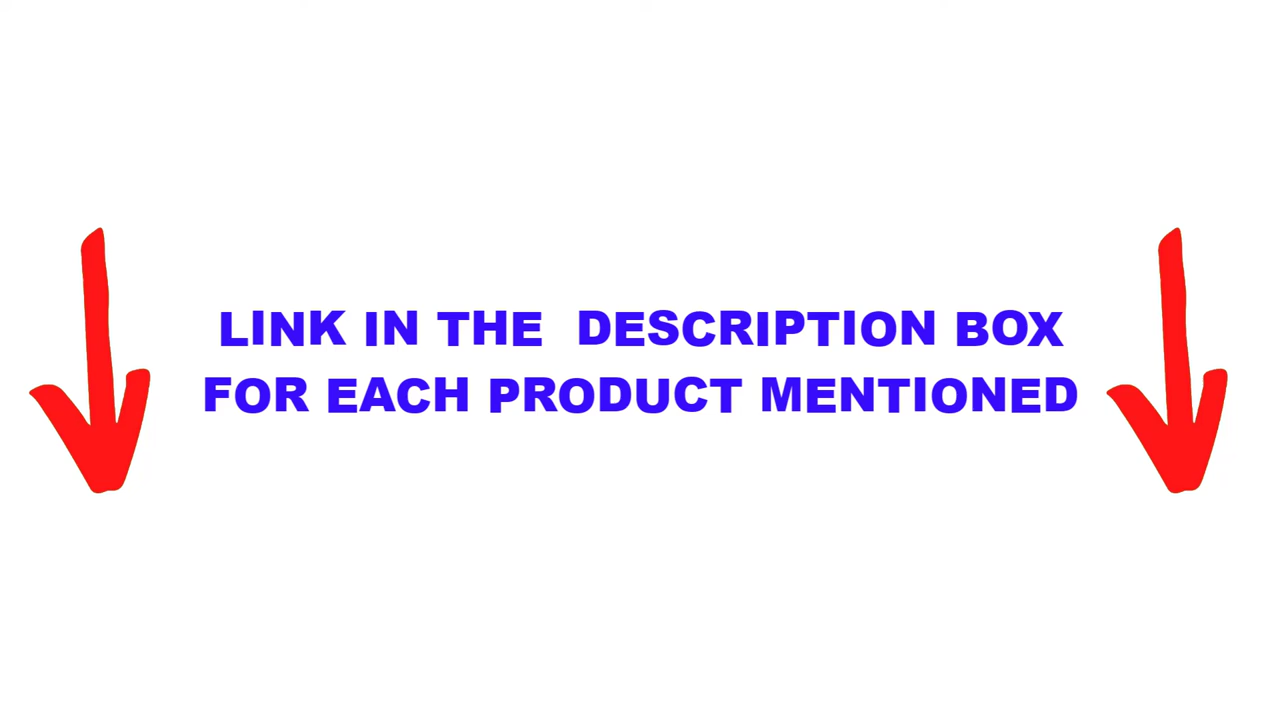 LINK IN THE  DESCRIPTION BOX
FOR EACH PRODUCT MENTIONED